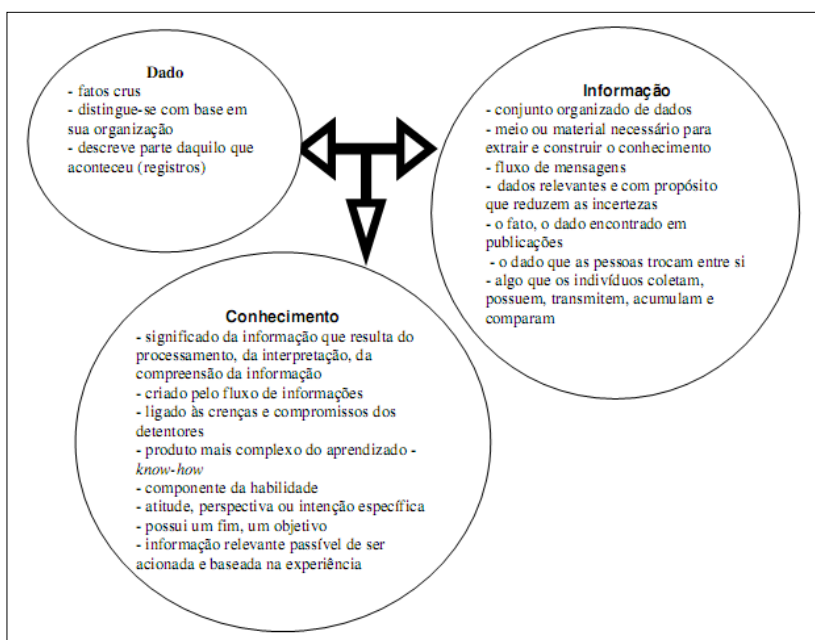 Dado
- fatos crus
- distingue-se com base em
sua organização
- descreve parte daquilo que
aconteceu (registros)
Informação
- conjunto organizado de dados
- meio ou material necessário para
extrair e construir o conhecimento
- fluxo de mensagens
- dados relevantes e com propósito
que reduzem as incertezas
- o fato, o dado encontrado em
publicações
- o dado que as pessoas trocam entre si
- algo que os indivíduos coletam,
possuem, transmitem, acumulam e
comparam
Conhecimento
- significado da informação que resulta do
processamento, da interpretação, da
compreensão da informação
- criado pelo fluxo de informações
- ligado às crenças e compromissos dos
detentores
- produto mais complexo do aprendizado -
know-how
- componente da habilidade
- atitude, perspectiva ou intenção específica
- possui um fim, um objetivo
- informação relevante passível de ser
acionada e baseada na experiência